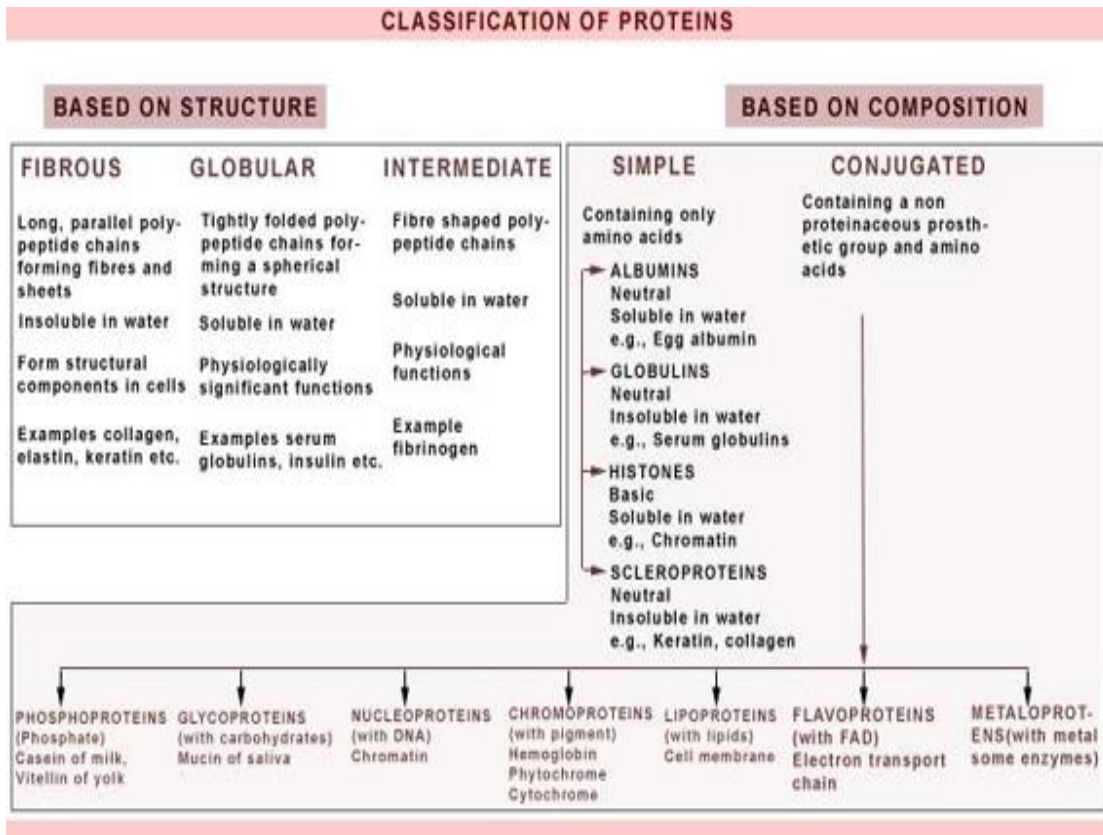 CLASSIFICATION OF PROTEINS
BASED ON STRUCTURE
FIBROUS
Long, parallel poly-
peptide chains
forming fibres and
sheets
Insoluble in water
Form structural
components in cells
Examples collagen,
elastin, keratin etc.
GLOBULAR
Tightly folded poly-
peptide chains for-
ming a spherical
structure
Soluble in water
Physiologically
significant functions
Examples serum
globulins, insulin etc.
INTERMEDIATE
Fibre shaped poly-
peptide chains
Soluble in water
Physiological
functions
Example
fibrinogen
BASED ON COMPOSITION
SIMPLE
Containing only
amino acids
ALBUMINS
Neutral
Soluble in water
e.g., Egg albumin
GLOBULINS
Neutral
Insoluble in water
e.g., Serum globulins
HISTONES
Basic
Soluble in water
e.g., Chromatin
SCLEROPROTEINS
Neutral
Insoluble in water
e.g., Keratin, collagen
CONJUGATED
Containing a non
proteinaceous prosth-
etic group and amino
acids
PHOSPHOPROTEINS
(Phosphate)
Casein of milk,
Vitellin of yolk
GLYCOPROTEINS
(with carbohydrates)
Mucin of saliva
NUCLEOPROTEINS
(with DNA)
Chromatin
CHROMOPROTEINS
(with pigment)
Hemoglobin
Phytochrome
Cytochrome
LIPOPROTEINS
(with lipids)
Cell membrane
FLAVOPROTEINS
(with FAD)
Electron transport
chain
METALOPROT-
ENS(with metal
some enzymes)